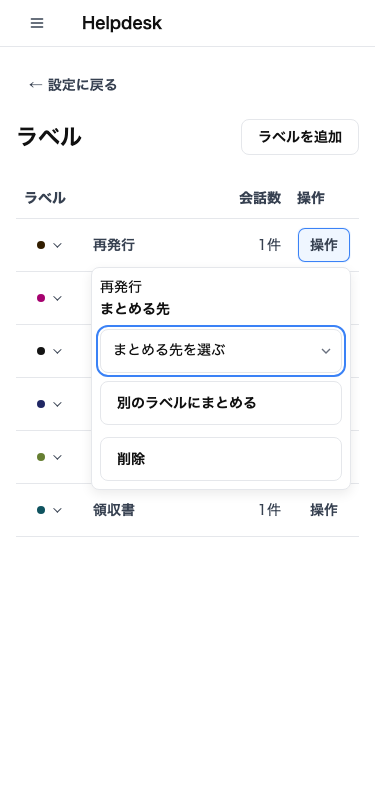 Helpdesk
← 設定に戻る
ラベル
ラベルを追加
ラベル 会話数 操作
再発行 1件 操作
再発行
まとめる先
まとめる先を選ぶ
別のラベルにまとめる
削除
領収書 1件 操作